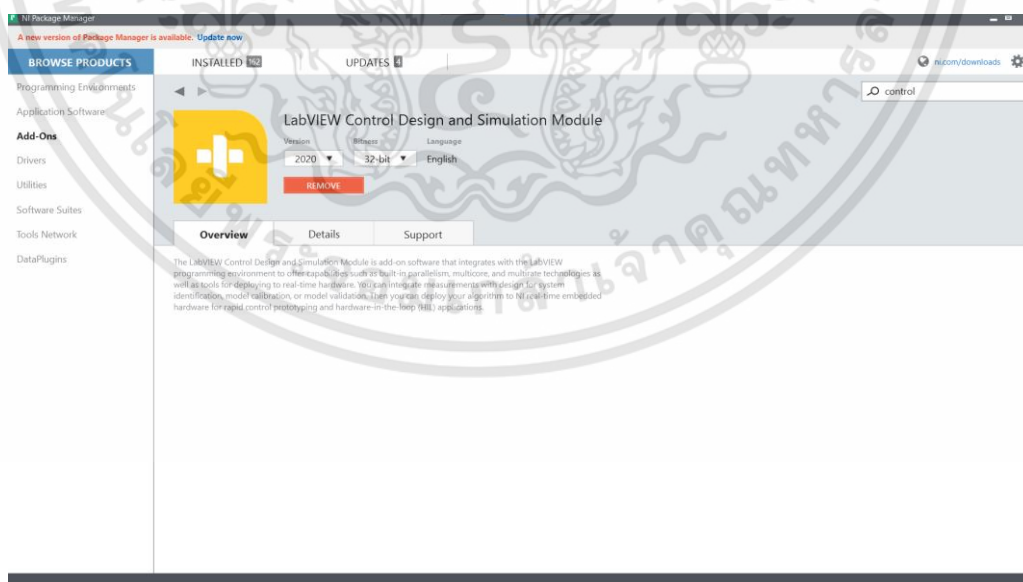 NI Package Manager
A new version of Package Manager is available. Update now
BROWSE PRODUCTS
INSTALLED 162
UPDATES 4
ni.com/downloads
Programming Environments
Application Software
Add-Ons
Drivers
Utilities
Software Suites
Tools Network
DataPlugins
control
LabVIEW Control Design and Simulation Module
Version Bitness Language
2020 32-bit English
REMOVE
Overview Details Support
The LabVIEW Control Design and Simulation Module is add-on software that integrates with the LabVIEW
programming environment to offer capabilities such as built-in parallelism, multicore, and multirate technologies as
well as tools for deploying to real-time hardware. You can integrate measurements with design for system
identification, model calibration, or model validation. Then you can deploy your algorithm to NI real-time embedded
hardware for rapid control prototyping and hardware-in-the-loop (HIL) applications.